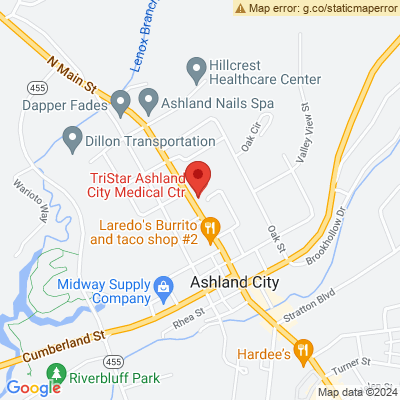 Map error: g.co/staticmaperror
Lenox Branch
N Main St
Hillcrest
Healthcare Center
455
Dapper Fades
Ashland Nails Spa
Oak Cir
Valley View St
Dillon Transportation
TriStar Ashland
City Medical Ctr
Warioto Way
Laredo's Burrito
and taco shop #2
Oak St
Brookhollow Dr
Midway Supply
Company
Ashland City
Rhea St
Stratton Blvd
Cumberland St
455
Hardee's
Turner St
Riverbluff Park
Google
Map data ©2024